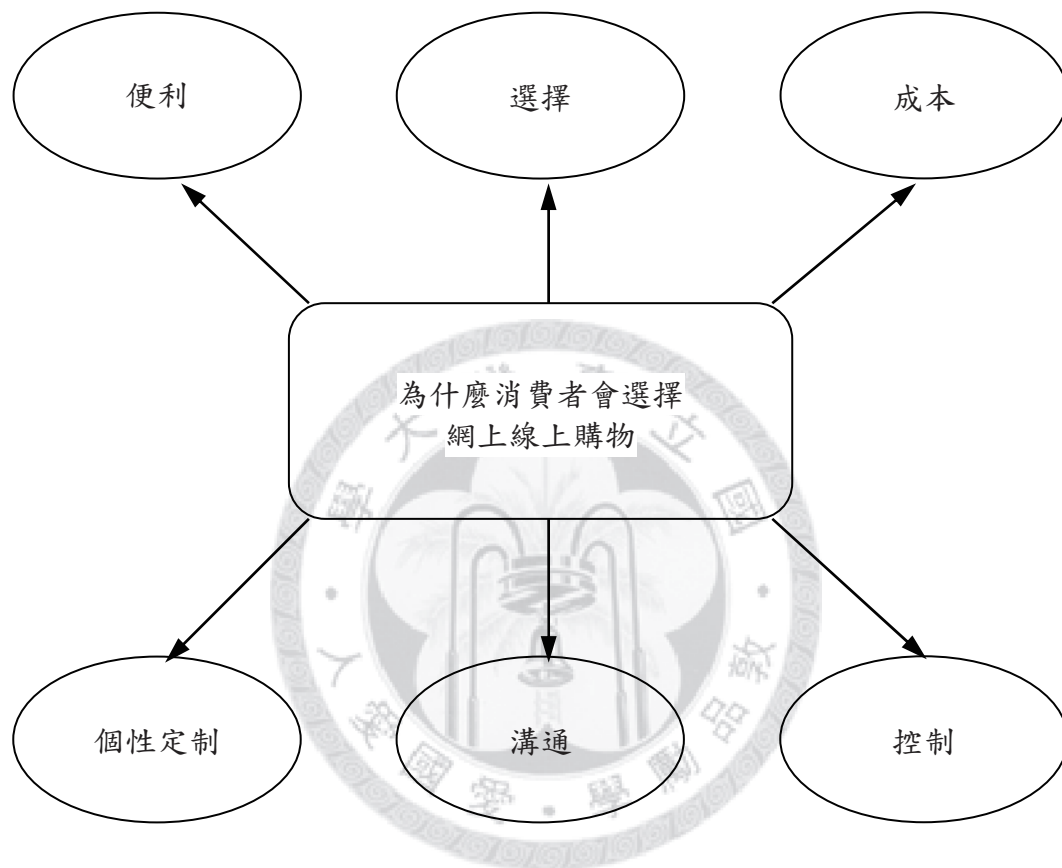 便利
選擇
成本
為什麼消費者會選擇
網上線上購物
個性定制
溝通
控制